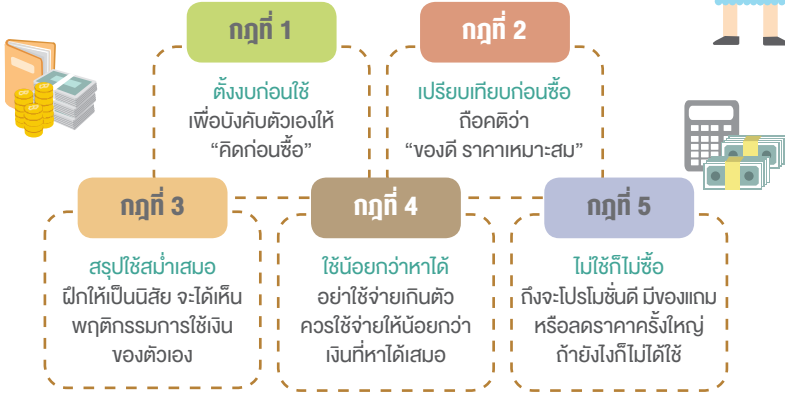 กฎที่ 1
ตั้งงบก่อนใช้
เพื่อบังคับตัวเองให้
“คิดก่อนซื้อ”
กฎที่ 2
เปรียบเทียบก่อนซื้อ
ถือคติว่า
“ของดี ราคาเหมาะสม”
กฎที่ 3
สรุปใช้สม่ำเสมอ
ฝึกให้เป็นนิสัย จะได้เห็น
พฤติกรรมการใช้เงิน
ของตัวเอง
กฎที่ 4
ใช้น้อยกว่าหาได้
อย่าใช้จ่ายเกินตัว
ควรใช้จ่ายให้น้อยกว่า
เงินที่หาได้เสมอ
กฎที่ 5
ไม่ใช้ก็ไม่ซื้อ
ถึงจะโปรโมชั่นดี มีของแถม
หรือลดราคาครั้งใหญ่
ถ้ายังไงก็ไม่ได้ใช้